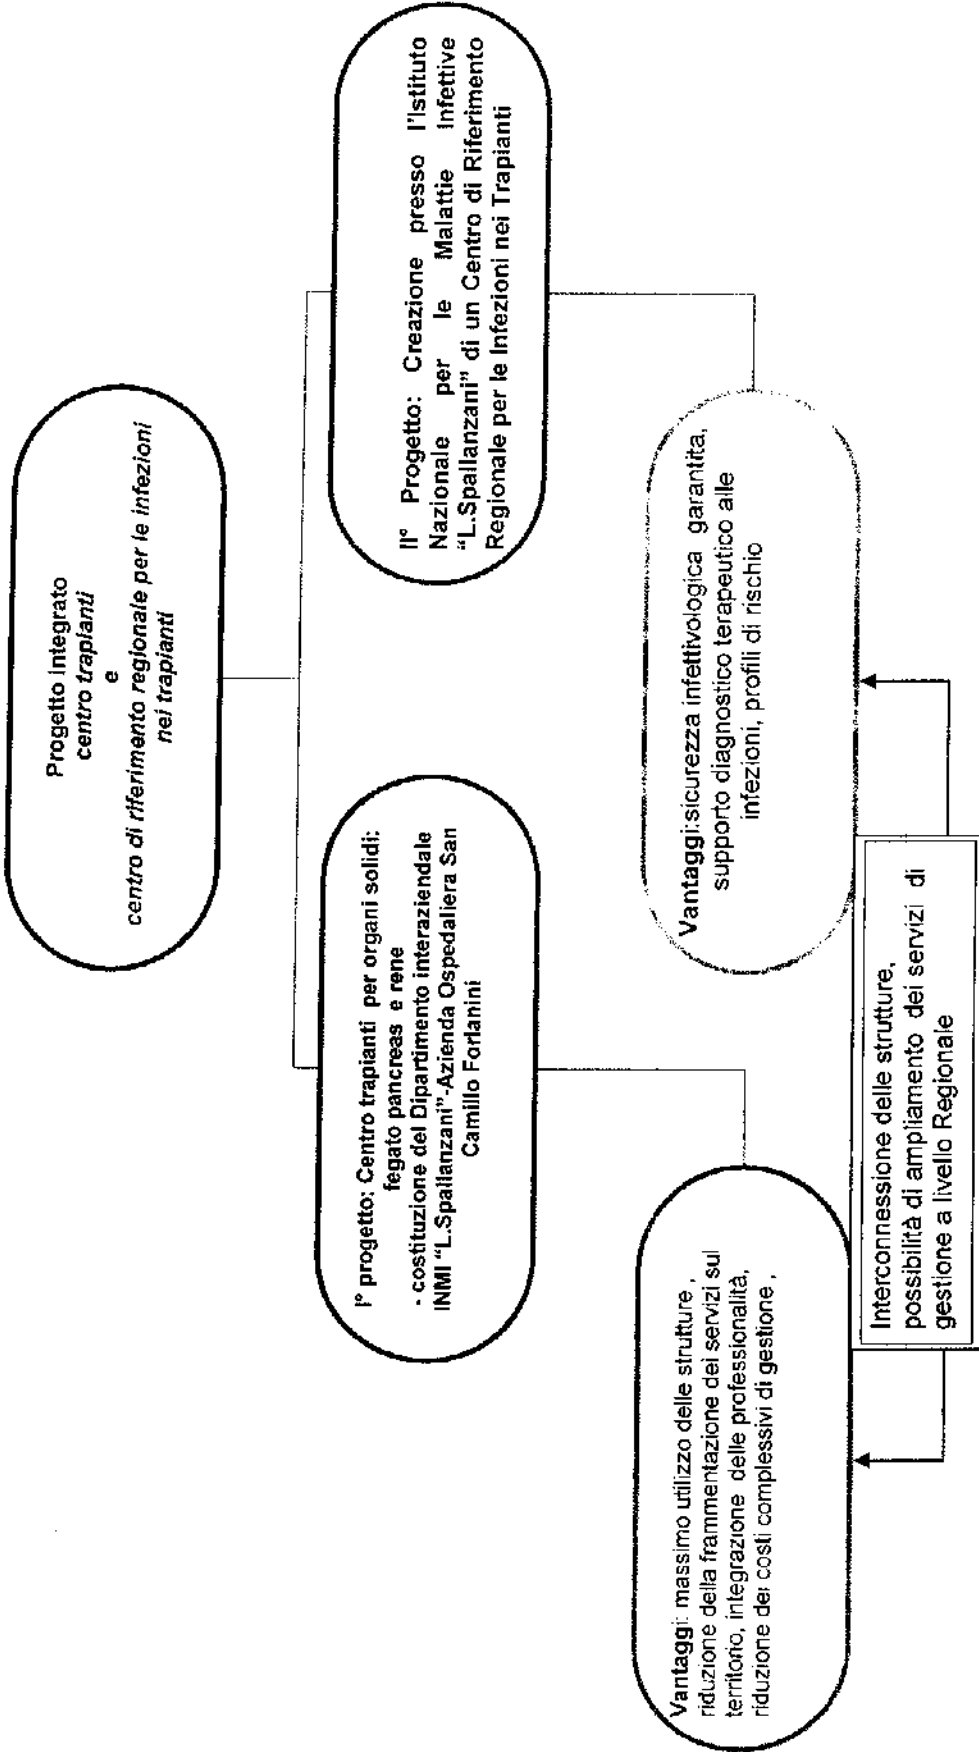 Progetto integrato
centro trapianti
e
centro di riferimento regionale per le infezioni
nei trapianti
I° progetto: Centro trapianti per organi solidi:
fegato pancreas e rene
- costituzione del Dipartimento interaziendale
INMI “L.Spallanzani”-Azienda Ospedaliera San
Camillo Forlanini
II° Progetto: Creazione presso l'Istituto
Nazionale per le Malattie Infettive
“L.Spallanzani” di un Centro di Riferimento
Regionale per le Infezioni nei Trapianti
Vantaggi: massimo utilizzo delle strutture,
riduzione della frammentazione dei servizi sul
territorio, integrazione delle professionalità,
riduzione dei costi complessivi di gestione,
Vantaggi:sicurezza infettivologica garantita,
supporto diagnostico terapeutico alle
infezioni, profili di rischio
Interconnessione delle strutture,
possibilità di ampliamento dei servizi di
gestione a livello Regionale